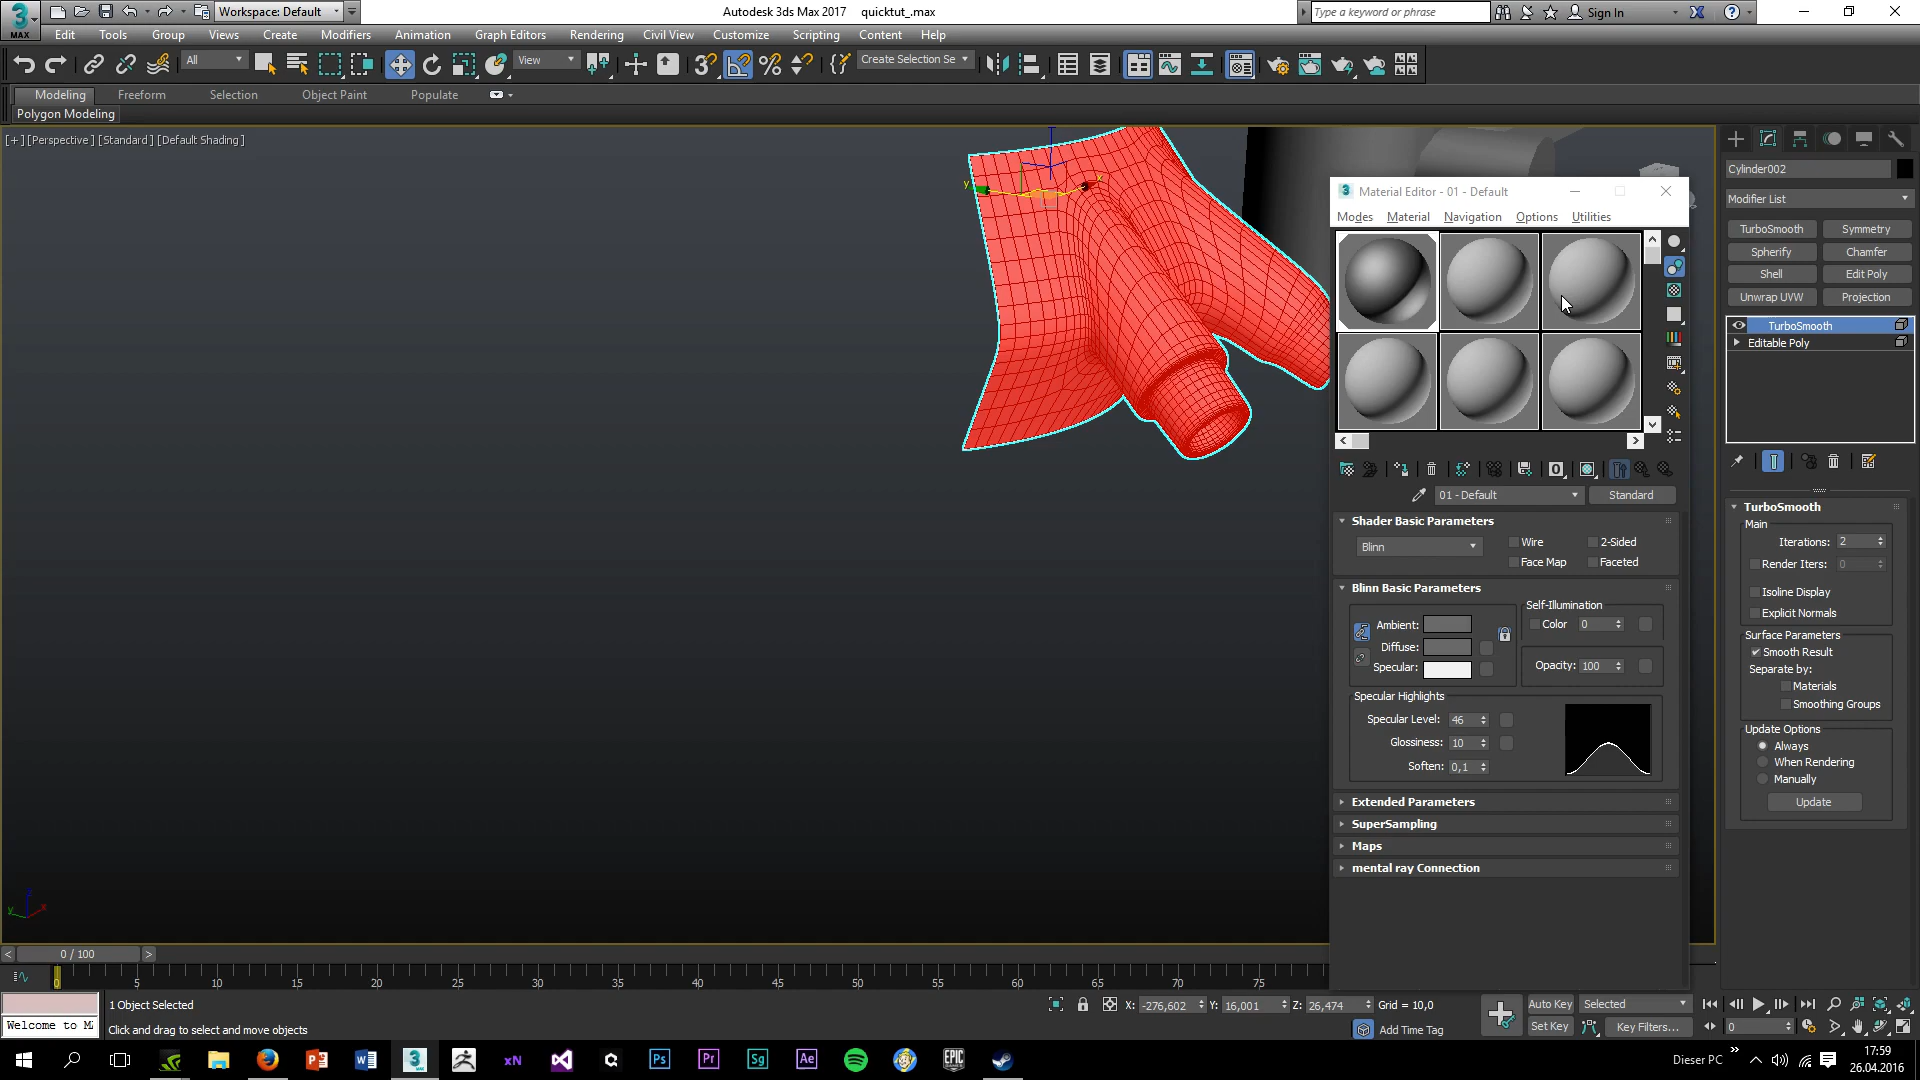 Workspace: Default
Autodesk 3ds Max 2017 quicktut_.max
Type a keyword or phrase
Sign In
MAX
Edit Tools Group Views Create Modifiers Animation Graph Editors Rendering Civil View Customize Scripting Content Help
All View Create Selection Se
Modeling Freeform Selection Object Paint Populate
Polygon Modeling
[+] [Perspective] [Standard] [Default Shading]
Cylinder002
Modifier List
TurboSmooth Symmetry
Spherify Chamfer
Shell Edit Poly
Unwrap UVW Projection
TurboSmooth
Editable Poly
TurboSmooth
Main
Iterations: 2
Render Iters: 0
Isoline Display
Explicit Normals
Surface Parameters
Smooth Result
Separate by:
Materials
Smoothing Groups
Update Options
Always
When Rendering
Manually
Update
Material Editor - 01 - Default
Modes Material Navigation Options Utilities
01 - Default Standard
Shader Basic Parameters
Blinn Wire 2-Sided
Face Map Faceted
Blinn Basic Parameters
Self-Illumination
Ambient: Color 0
Diffuse:
Specular: Opacity: 100
Specular Highlights
Specular Level: 46
Glossiness: 10
Soften: 0,1
Extended Parameters
SuperSampling
Maps
mental ray Connection
y x
z
y x
< 0 / 100 >
0 5 10 15 20 25 30 35 40 45 50 55 60 65 70 75
1 Object Selected X: -276,602 Y: 16,001 Z: 26,474 Grid = 10,0 Auto Key Selected
Welcome to M Click and drag to select and move objects Add Time Tag Set Key Key Filters... 0
xN Ps Pr Sg Ae EPIC GAMES
Dieser PC 17:59
26.04.2016